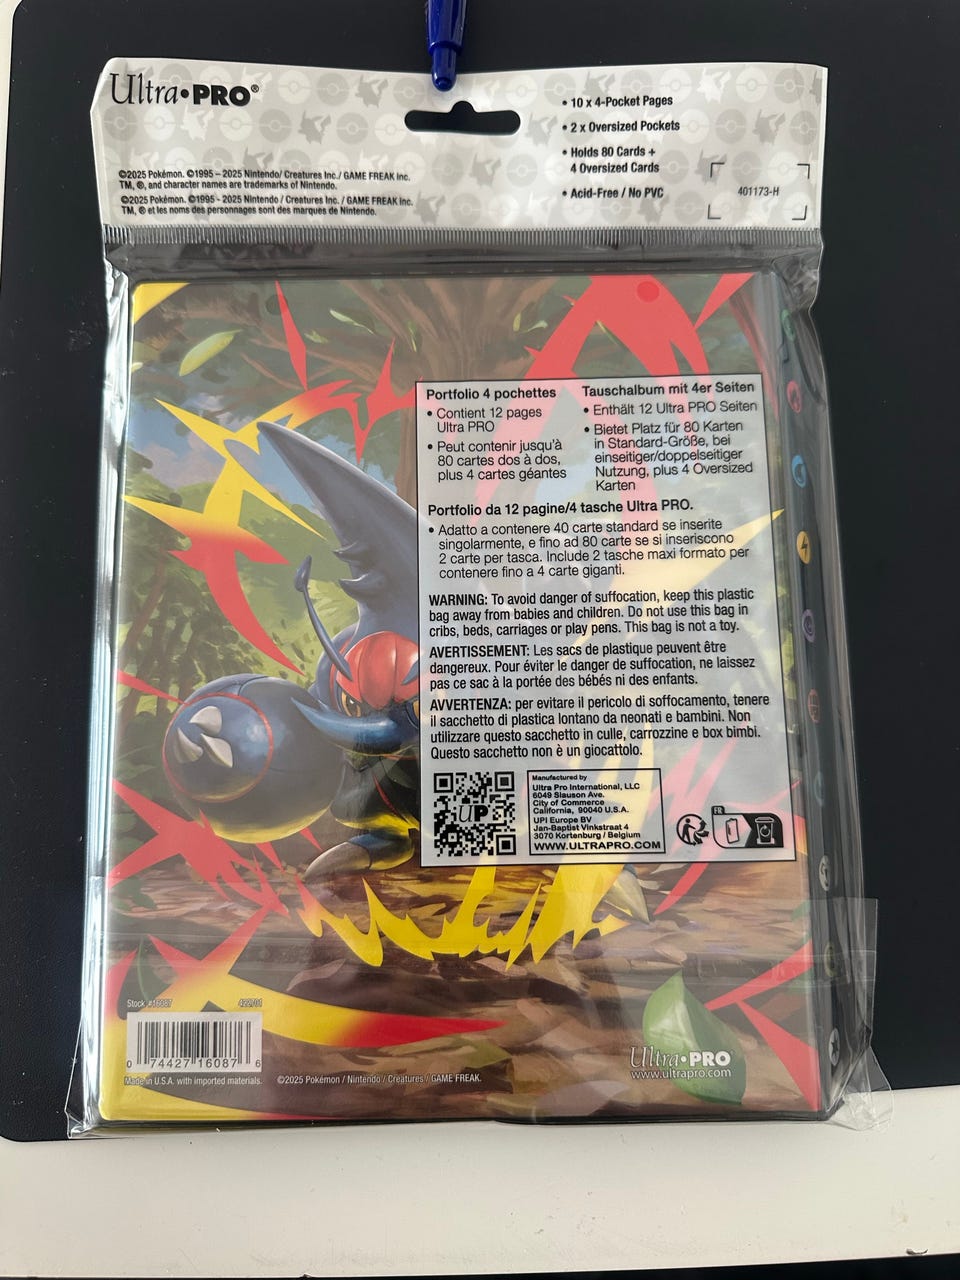 Ultra•PRO®
• 10 x 4-Pocket Pages
• 2 x Oversized Pockets
• Holds 80 Cards +
4 Oversized Cards
• Acid-Free / No PVC
401173-H
©2025 Pokémon. ©1995 – 2025 Nintendo/ Creatures Inc./ GAME FREAK inc.
TM, ®, and character names are trademarks of Nintendo.
©2025 Pokémon. ©1995 - 2025 Nintendo / Creatures Inc. / GAME FREAK inc.
TM, ® et les noms des personnages sont des marques de Nintendo.
Portfolio 4 pochettes
• Contient 12 pages
Ultra PRO
• Peut contenir jusqu'à
80 cartes dos à dos,
plus 4 cartes géantes
Tauschalbum mit 4er Seiten
• Enthält 12 Ultra PRO Seiten
• Bietet Platz für 80 Karten
in Standard-Größe, bei
einseitiger/doppelseitiger
Nutzung, plus 4 Oversized
Karten
Portfolio da 12 pagine/4 tasche Ultra PRO.
• Adatto a contenere 40 carte standard se inserite
singolarmente, e fino ad 80 carte se si inseriscono
2 carte per tasca. Include 2 tasche maxi formato per
contenere fino a 4 carte giganti.
WARNING: To avoid danger of suffocation, keep this plastic
bag away from babies and children. Do not use this bag in
cribs, beds, carriages or play pens. This bag is not a toy.
AVERTISSEMENT: Les sacs de plastique peuvent être
dangereux. Pour éviter le danger de suffocation, ne laissez
pas ce sac à la portée des bébés ni des enfants.
AVVERTENZA: per evitare il pericolo di soffocamento, tenere
il sacchetto di plastica lontano da neonati e bambini. Non
utilizzare questo sacchetto in culle, carrozzine e box bimbi.
Questo sacchetto non è un giocattolo.
UP
Manufactured by
Ultra Pro International, LLC
6049 Slauson Ave.
City of Commerce
California, 90040 U.S.A.
UPI Europe BV
Jan-Baptist Vinkstraat 4
3070 Kortenburg / Belgium
WWW.ULTRAPRO.COM
FR
Stock #16087
0 74427 16087 6
Made in U.S.A. with imported materials.
©2025 Pokémon / Nintendo / Creatures / GAME FREAK.
Ultra•PRO
www.ultrapro.com